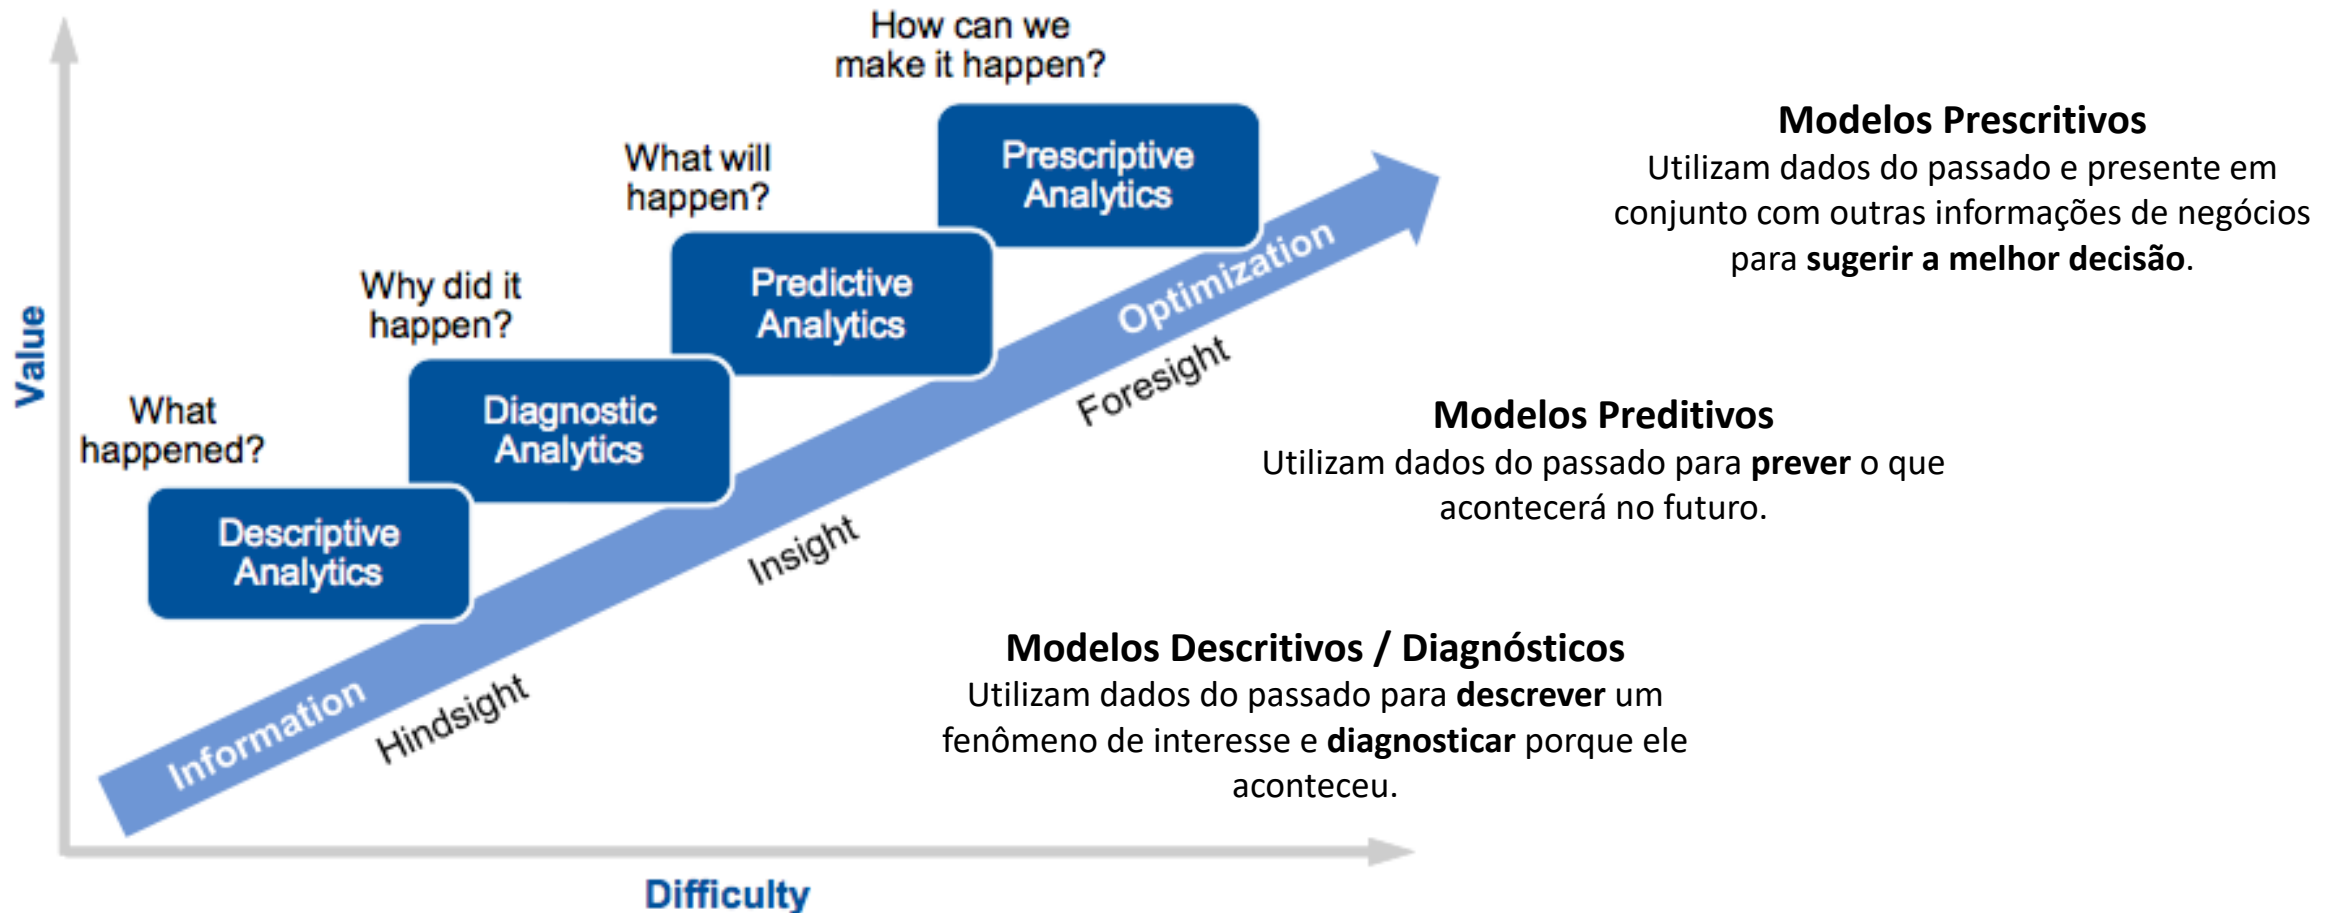 How can we
make it happen?
Prescriptive
Analytics
What will
happen?
Predictive
Analytics
Why did it
happen?
Diagnostic
Analytics
What
happened?
Descriptive
Analytics
Value
Difficulty
Information
Optimization
Hindsight
Insight
Foresight
Modelos Prescritivos
Utilizam dados do passado e presente em
conjunto com outras informações de negócios
para sugerir a melhor decisão.
Modelos Preditivos
Utilizam dados do passado para prever o que
acontecerá no futuro.
Modelos Descritivos / Diagnósticos
Utilizam dados do passado para descrever um
fenômeno de interesse e diagnosticar porque ele
aconteceu.